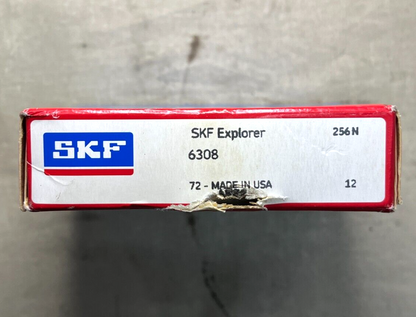 SKF
SKF Explorer
256 N
6308
72 - MADE IN USA
12